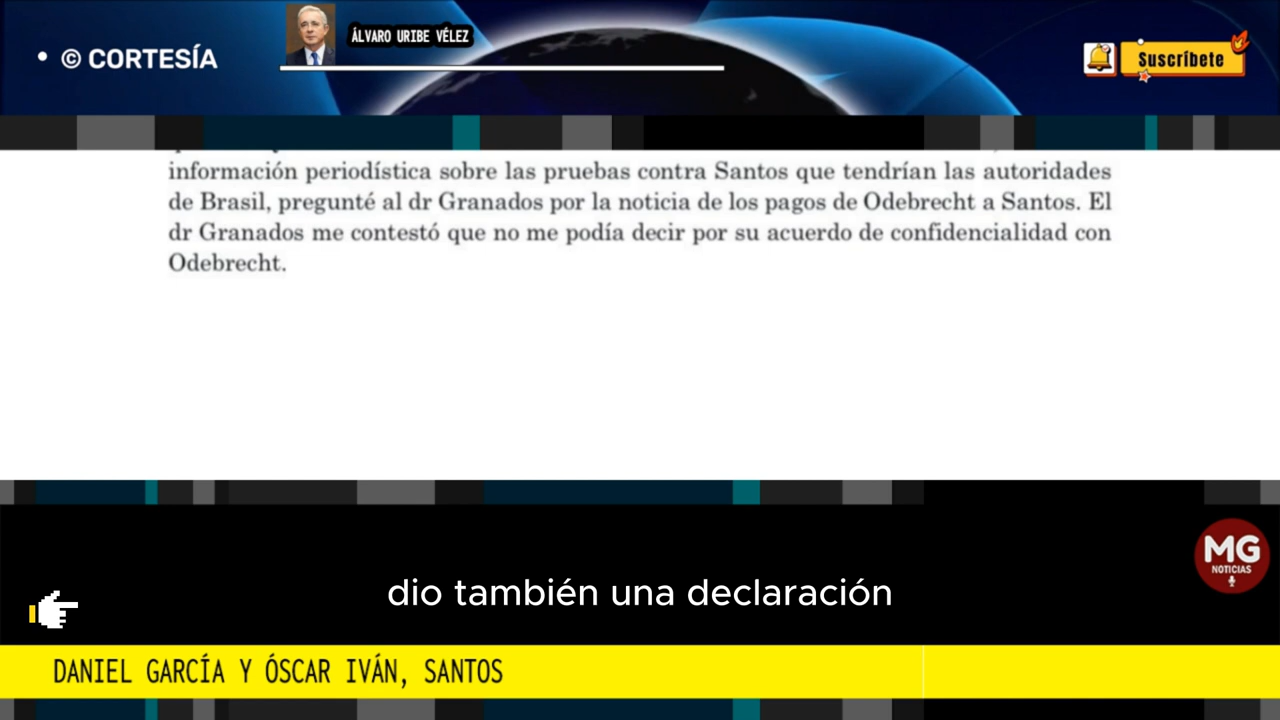 • © CORTESÍA
ÁLVARO URIBE VÉLEZ
Suscríbete
información periodística sobre las pruebas contra Santos que tendrían las autoridades
de Brasil, pregunté al dr Granados por la noticia de los pagos de Odebrecht a Santos. El
dr Granados me contestó que no me podía decir por su acuerdo de confidencialidad con
Odebrecht.
MG
NOTICIAS
dio también una declaración
DANIEL GARCÍA Y ÓSCAR IVÁN, SANTOS